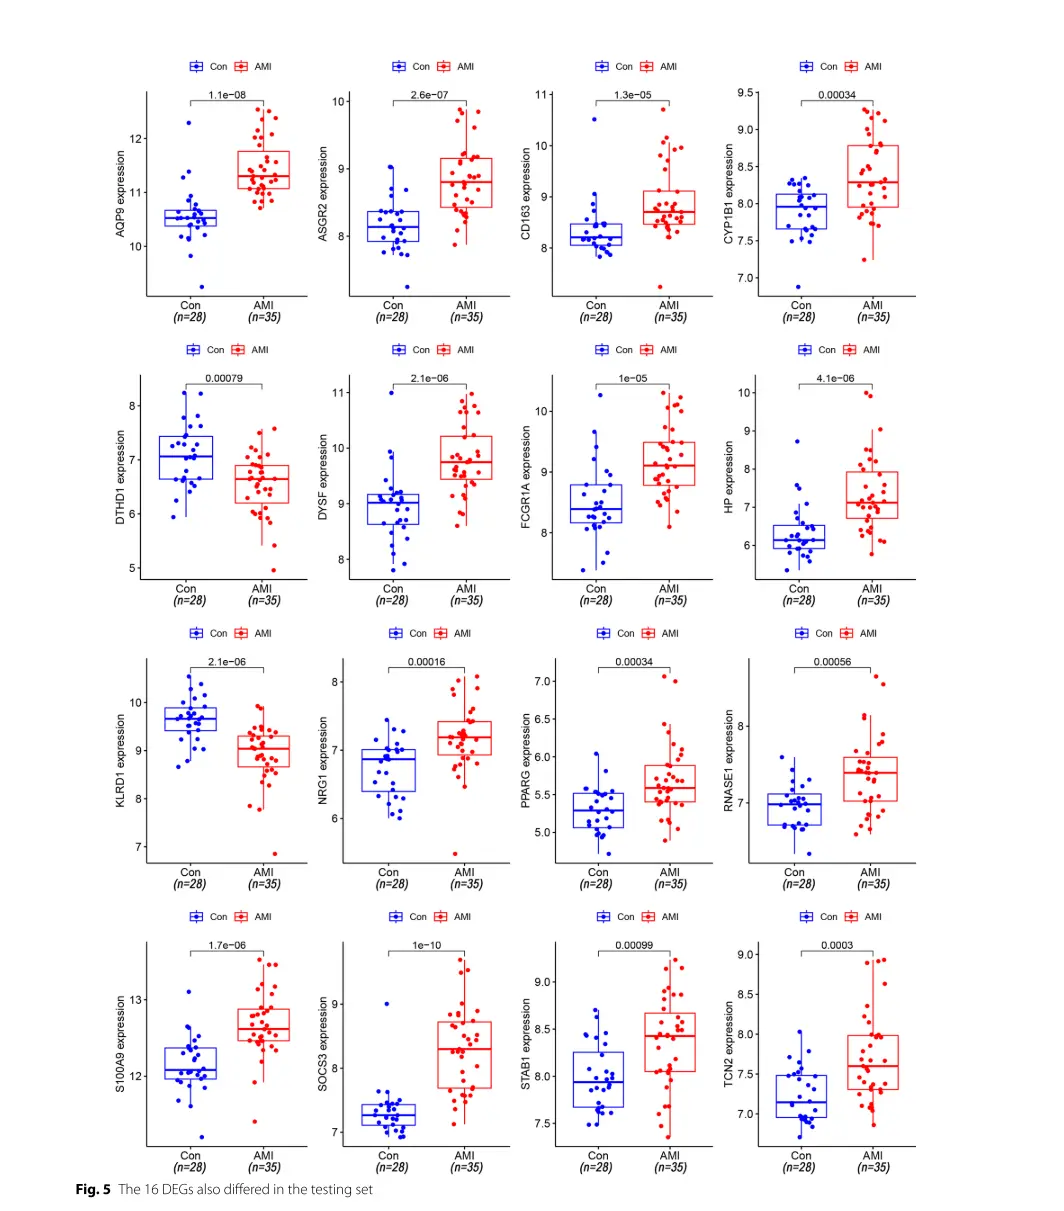 Con AMI Con AMI Con AMI Con AMI
1.1e−08 2.6e−07 1.3e−05 0.00034
AQP9 expression
12
11
10
ASGR2 expression
10
9
8
CD163 expression
11
10
9
8
CYP1B1 expression
9.5
9.0
8.5
8.0
7.5
7.0
Con AMI Con AMI Con AMI Con AMI
(n=28) (n=35) (n=28) (n=35) (n=28) (n=35) (n=28) (n=35)
Con AMI Con AMI Con AMI Con AMI
0.00079 2.1e−06 1e−05 4.1e−06
DTHD1 expression
8
7
6
5
DYSF expression
11
10
9
8
FCGR1A expression
10
9
8
HP expression
10
9
8
7
6
Con AMI Con AMI Con AMI Con AMI
(n=28) (n=35) (n=28) (n=35) (n=28) (n=35) (n=28) (n=35)
Con AMI Con AMI Con AMI Con AMI
2.1e−06 0.00016 0.00034 0.00056
KLRD1 expression
10
9
8
7
NRG1 expression
8
7
6
PPARG expression
7.0
6.5
6.0
5.5
5.0
RNASE1 expression
8
7
Con AMI Con AMI Con AMI Con AMI
(n=28) (n=35) (n=28) (n=35) (n=28) (n=35) (n=28) (n=35)
Con AMI Con AMI Con AMI Con AMI
1.7e−06 1e−10 0.00099 0.0003
S100A9 expression
13
12
SOCS3 expression
9
8
7
STAB1 expression
9.0
8.5
8.0
7.5
TCN2 expression
9.0
8.5
8.0
7.5
7.0
Con AMI Con AMI Con AMI Con AMI
(n=28) (n=35) (n=28) (n=35) (n=28) (n=35) (n=28) (n=35)
Fig. 5 The 16 DEGs also differed in the testing set